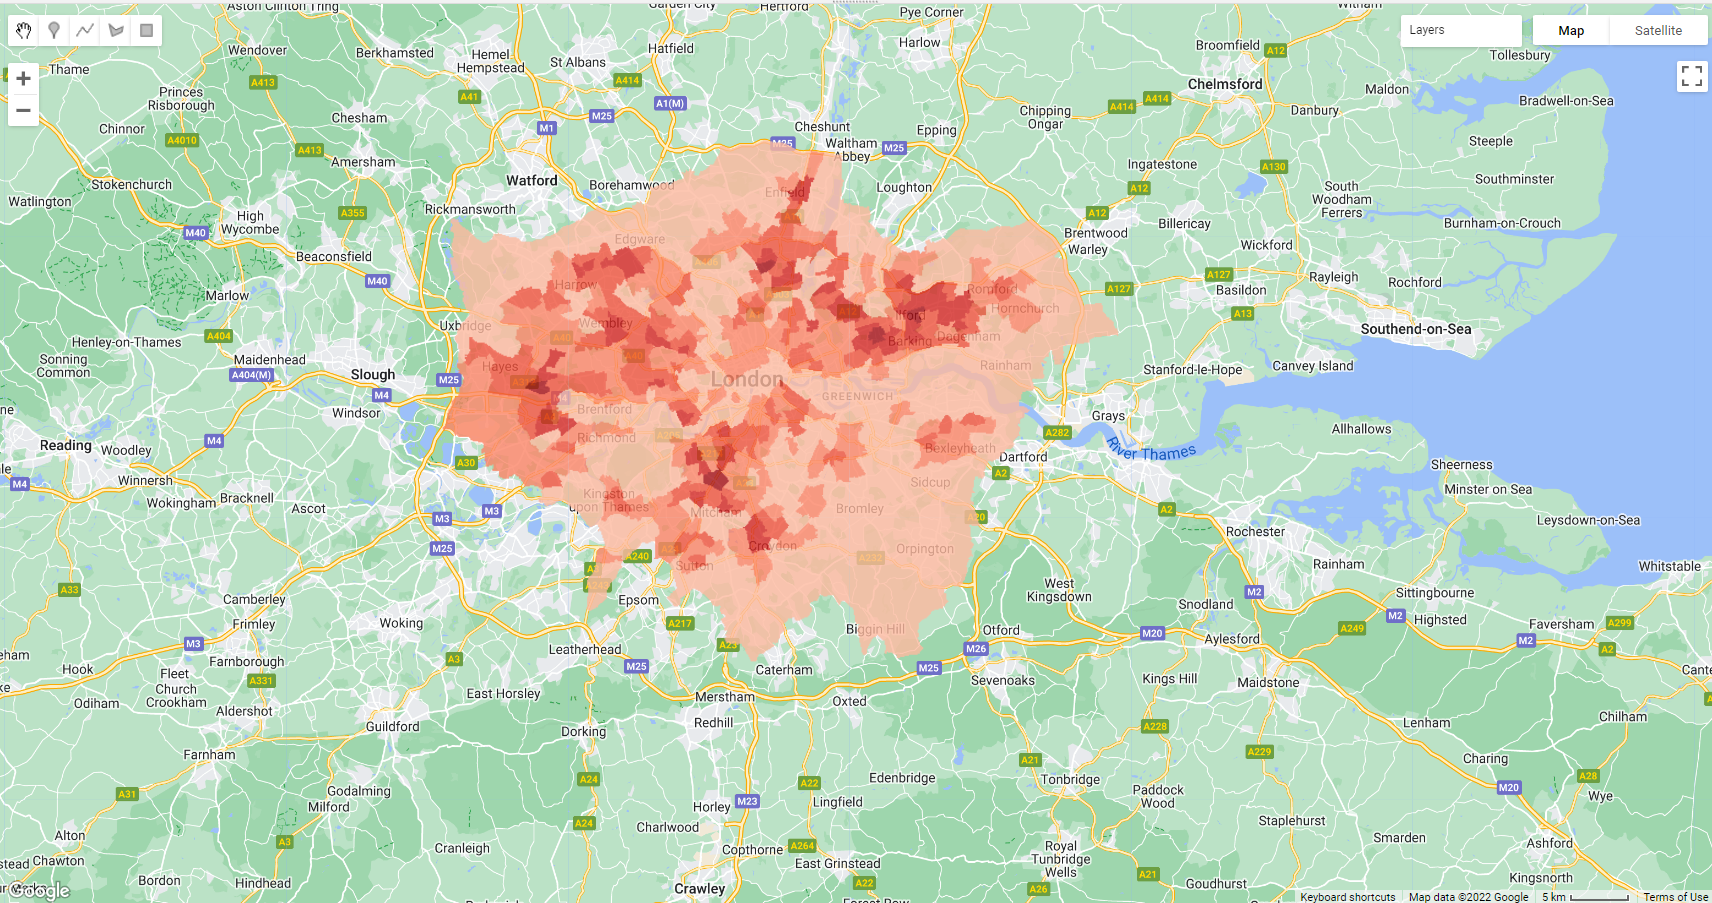 Aston Clinton Tring
Garden City
Hertford
Pye Corner
Witham
Layers
Map
Satellite
Wendover
Berkhamsted
Hemel
Hempstead
St Albans
Hatfield
Harlow
Broomfield
A12
Tollesbury
Thame
A413
A41
A414
A1(M)
Chelmsford
Maldon
Princes
Risborough
M25
A414
A414
Chipping
Ongar
Danbury
Bradwell-on-Sea
Chinnor
A4010
Chesham
M1
Cheshunt
Epping
Steeple
A413
Amersham
M25
Waltham
Abbey
M25
Ingatestone
A130
Stokenchurch
Watford
Borehamwood
Enfield
Loughton
A12
South
Woodham
Ferrers
Southminster
Watlington
High
Wycombe
A355
Rickmansworth
A12
Billericay
Burnham-on-Crouch
M40
Edgware
Brentwood
Warley
Wickford
Beaconsfield
M40
Harrow
Romford
A127
A127
Basildon
Rayleigh
Rochford
Marlow
Hornchurch
A13
Uxbridge
Wembley
Ilford
Southend-on-Sea
Henley-on-Thames
A404
A40
Barking
Dagenham
Sonning
Common
Maidenhead
A40
Hayes
Rainham
Stanford-le-Hope
Canvey Island
A404(M)
Slough
M25
London
M4
M4
GREENWICH
Windsor
Brentford
Grays
Reading
M4
Woodley
Richmond
A282
River Thames
Allhallows
A30
Bexleyheath
Dartford
A2
Sheerness
M4
Winnersh
Wokingham
Bracknell
Kingston
upon Thames
Sidcup
Minster on Sea
Ascot
M3
M3
Mitcham
Bromley
A20
A2
Rochester
Leysdown-on-Sea
M25
A240
Croydon
Orpington
A232
Rainham
Whitstable
A33
Sutton
West
Kingsdown
M2
Sittingbourne
Camberley
Epsom
Snodland
M2
Highsted
Frimley
Woking
A217
Biggin Hill
Otford
M20
Aylesford
A249
M2
Faversham
A299
M3
A3
Leatherhead
A23
M26
A2
Farnborough
M25
Caterham
M25
Hook
Fleet
Church
Crookham
A331
East Horsley
Merstham
Oxted
Sevenoaks
Kings Hill
Maidstone
Odiham
Aldershot
Guildford
Dorking
Redhill
A228
Lenham
Chilham
Farnham
A21
A229
Charing
A31
Godalming
Milford
A24
M23
A22
Edenbridge
Tonbridge
Paddock
Wood
M20
A28
Wye
Horley
Lingfield
Alton
A3
A24
Charlwood
Staplehurst
Smarden
Ashford
Chawton
Cranleigh
Copthorne
A264
East Grinstead
Royal
Tunbridge
Wells
A21
Kingsnorth
Bordon
Hindhead
Crawley
A22
A26
Goudhurst
Google
Keyboard shortcuts
Map data ©2022 Google
5 km
Terms of Use